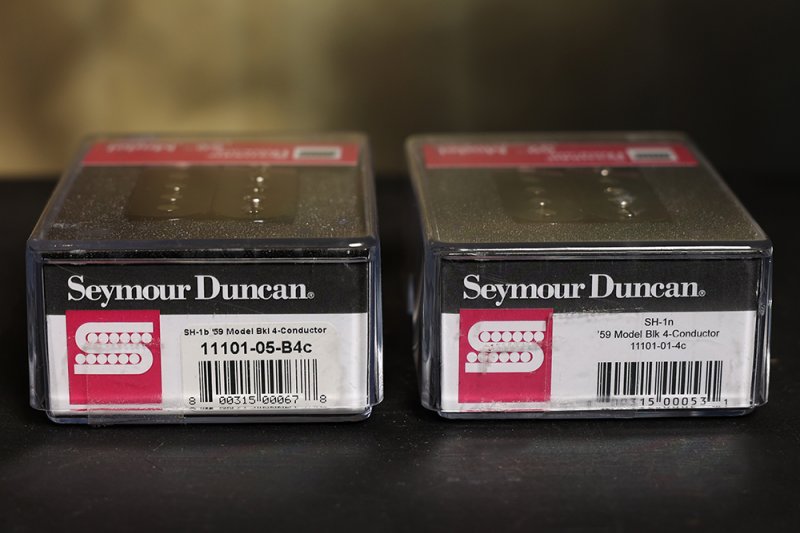 Seymour Duncan®
SH-1b '59 Model Bkl 4-Conductor
11101-05-B4c
8 00315 00067 8
Seymour Duncan®
SH-1n
'59 Model Blk 4-Conductor
11101-01-4c
00315 00053 1